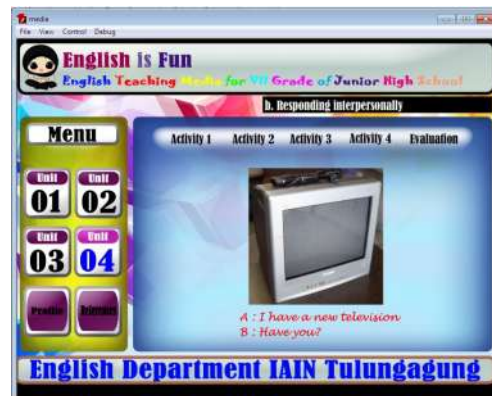 media
File View Control Debug
English is Fun
English Teaching Media for VII Grade of Junior High School
b. Responding interpersonally
Menu
Activity 1 Activity 2 Activity 3 Activity 4 Evaluation
Unit 01
Unit 02
Unit 03
Unit 04
Profile
A : I have a new television
B : Have you?
English Department IAIN Tulungagung